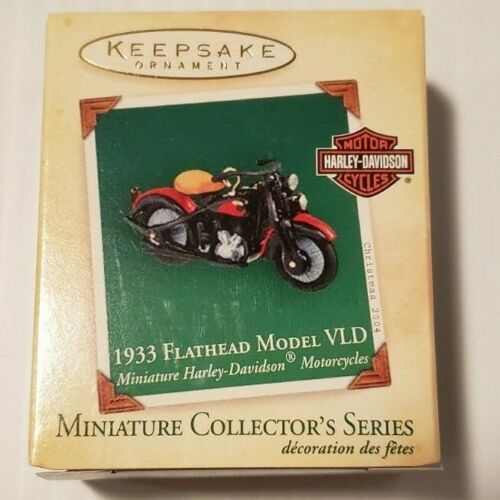 KEEPSAKE
ORNAMENT
MOTOR
HARLEY-DAVIDSON
CYCLES
®
Christmas 2004
1933 FLATHEAD MODEL VLD
Miniature Harley-Davidson® Motorcycles
MINIATURE COLLECTOR'S SERIES
décoration des fêtes